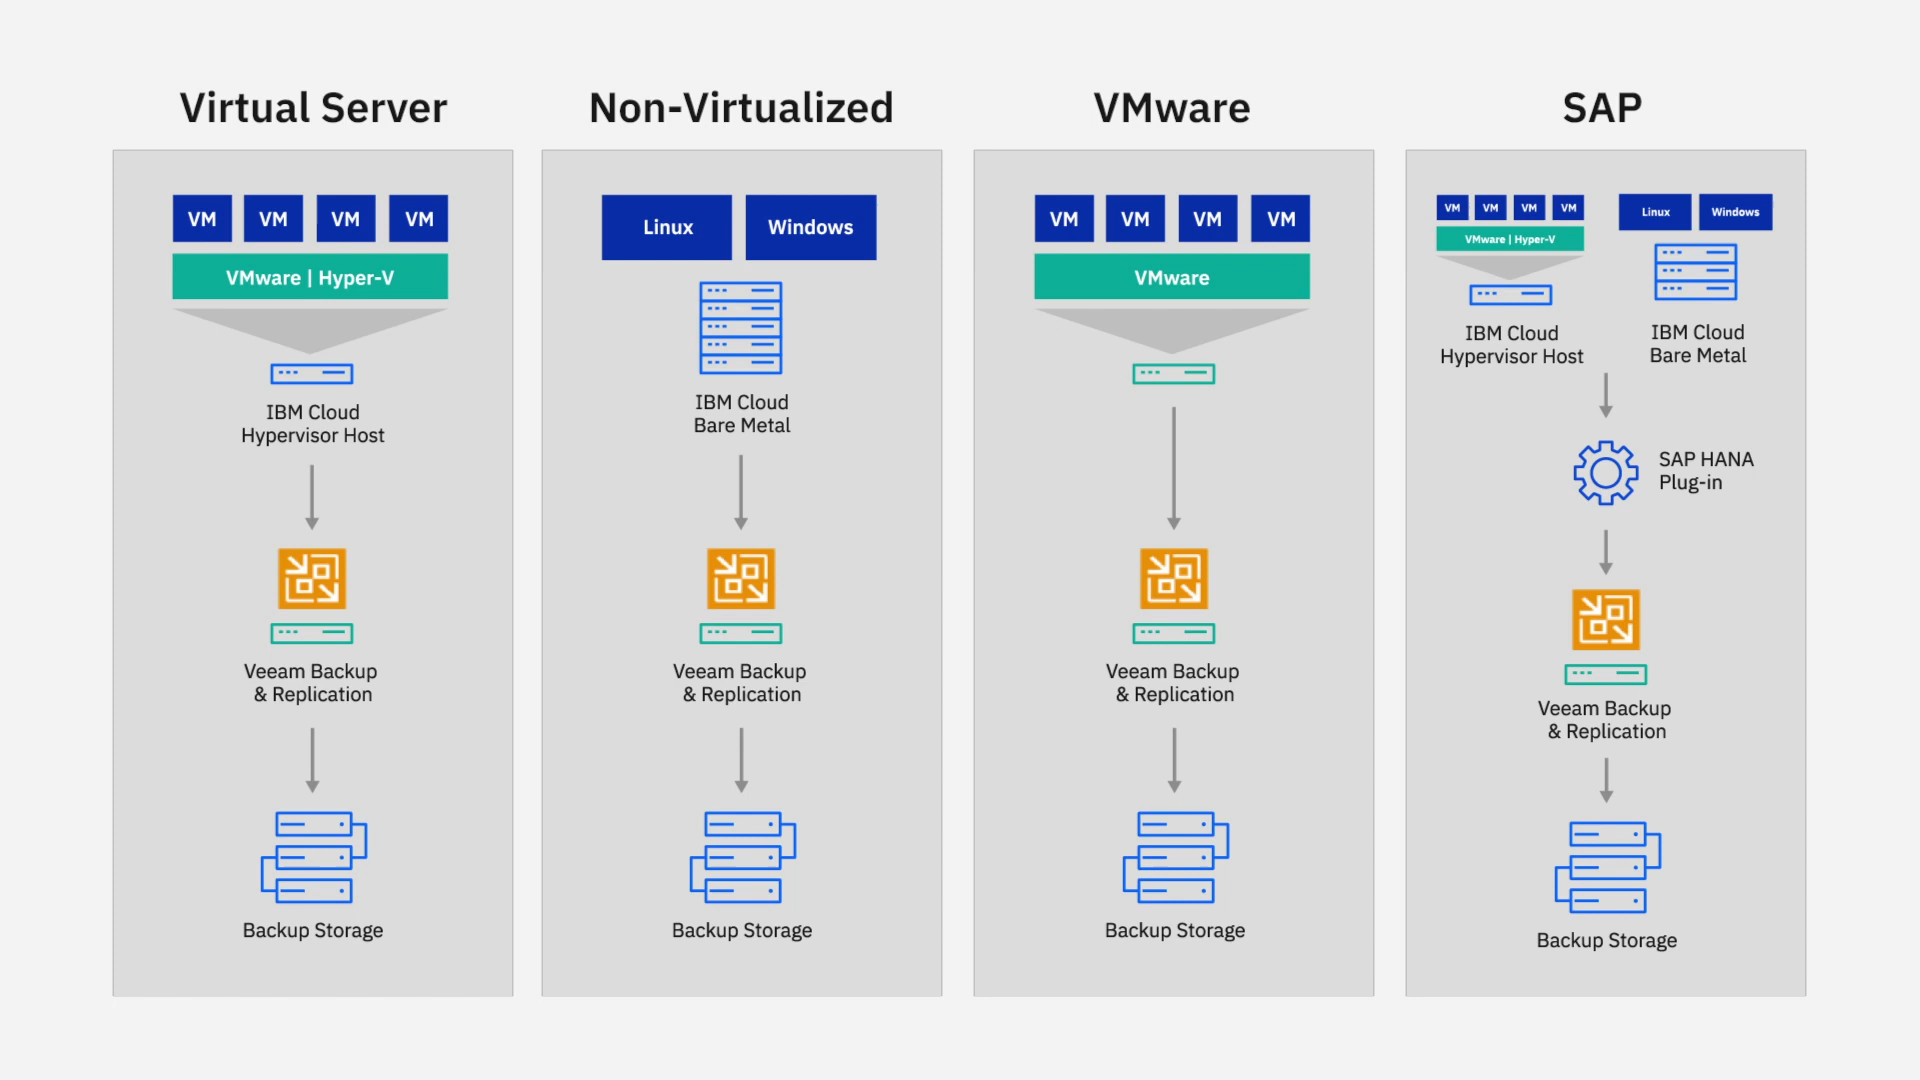 Virtual Server
VM VM VM VM
VMware | Hyper-V
IBM Cloud
Hypervisor Host
Veeam Backup
& Replication
Backup Storage
Non-Virtualized
Linux Windows
IBM Cloud
Bare Metal
Veeam Backup
& Replication
Backup Storage
VMware
VM VM VM VM
VMware
Veeam Backup
& Replication
Backup Storage
SAP
VM VM VM VM
VMware | Hyper-V
IBM Cloud
Hypervisor Host
Linux Windows
IBM Cloud
Bare Metal
SAP HANA
Plug-in
Veeam Backup
& Replication
Backup Storage